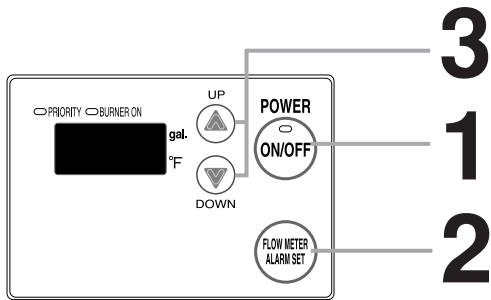 3
UP
PRIORITY BURNER ON
POWER
gal.
ON/OFF
1
°F
DOWN
FLOW METER
ALARM SET
2